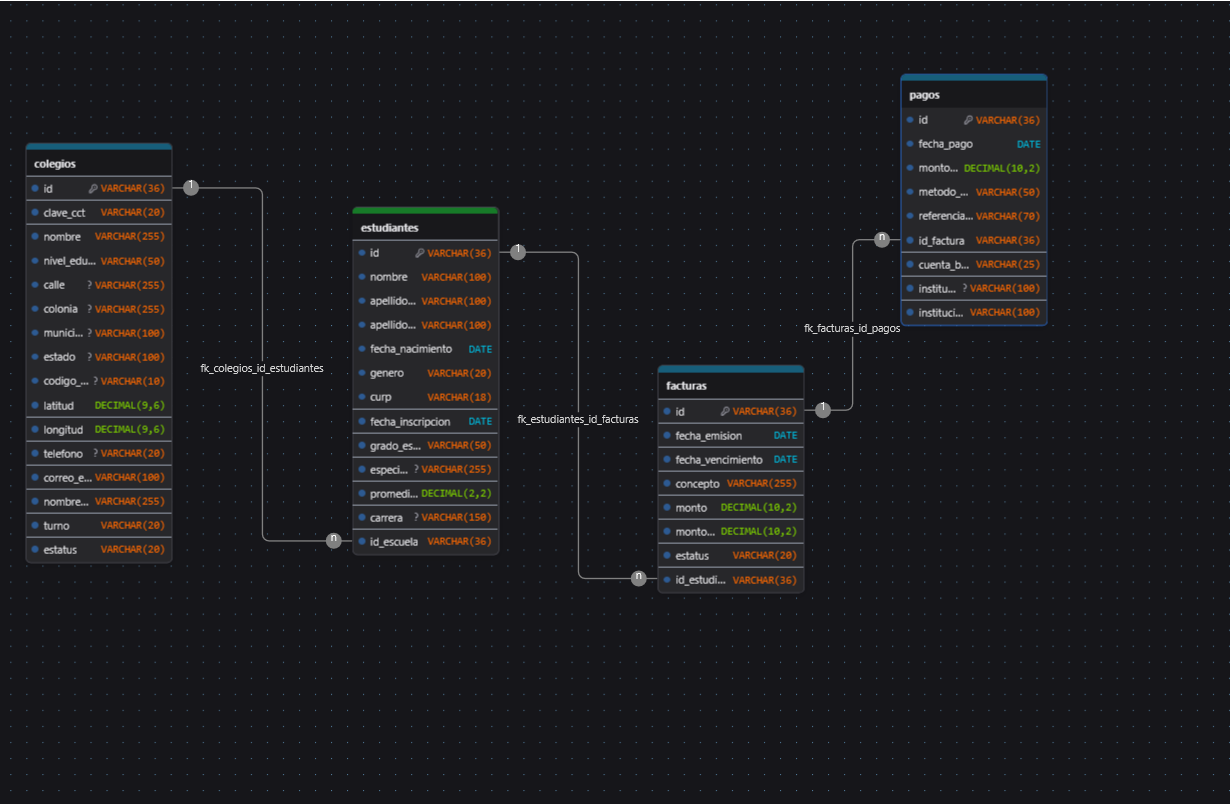 colegios
id VARCHAR(36)
clave_cct VARCHAR(20)
nombre VARCHAR(255)
nivel_edu... VARCHAR(50)
calle ? VARCHAR(255)
colonia ? VARCHAR(255)
munici... ? VARCHAR(100)
estado ? VARCHAR(100)
codigo_... ? VARCHAR(10)
latitud DECIMAL(9,6)
longitud DECIMAL(9,6)
telefono ? VARCHAR(20)
correo_e... VARCHAR(100)
nombre... VARCHAR(255)
turno VARCHAR(20)
estatus VARCHAR(20)
1
fk_colegios_id_estudiantes
n
estudiantes
id VARCHAR(36)
nombre VARCHAR(100)
apellido... VARCHAR(100)
apellido... VARCHAR(100)
fecha_nacimiento DATE
genero VARCHAR(20)
curp VARCHAR(18)
fecha_inscripcion DATE
grado_es... VARCHAR(50)
especi... ? VARCHAR(255)
promedi... DECIMAL(2,2)
carrera ? VARCHAR(150)
id_escuela VARCHAR(36)
1
fk_estudiantes_id_facturas
n
facturas
id VARCHAR(36)
fecha_emision DATE
fecha_vencimiento DATE
concepto VARCHAR(255)
monto DECIMAL(10,2)
monto... DECIMAL(10,2)
estatus VARCHAR(20)
id_estudi... VARCHAR(36)
1
fk_facturas_id_pagos
n
pagos
id VARCHAR(36)
fecha_pago DATE
monto... DECIMAL(10,2)
metodo_... VARCHAR(50)
referencia... VARCHAR(70)
id_factura VARCHAR(36)
cuenta_b... VARCHAR(25)
institu... ? VARCHAR(100)
instituci... VARCHAR(100)